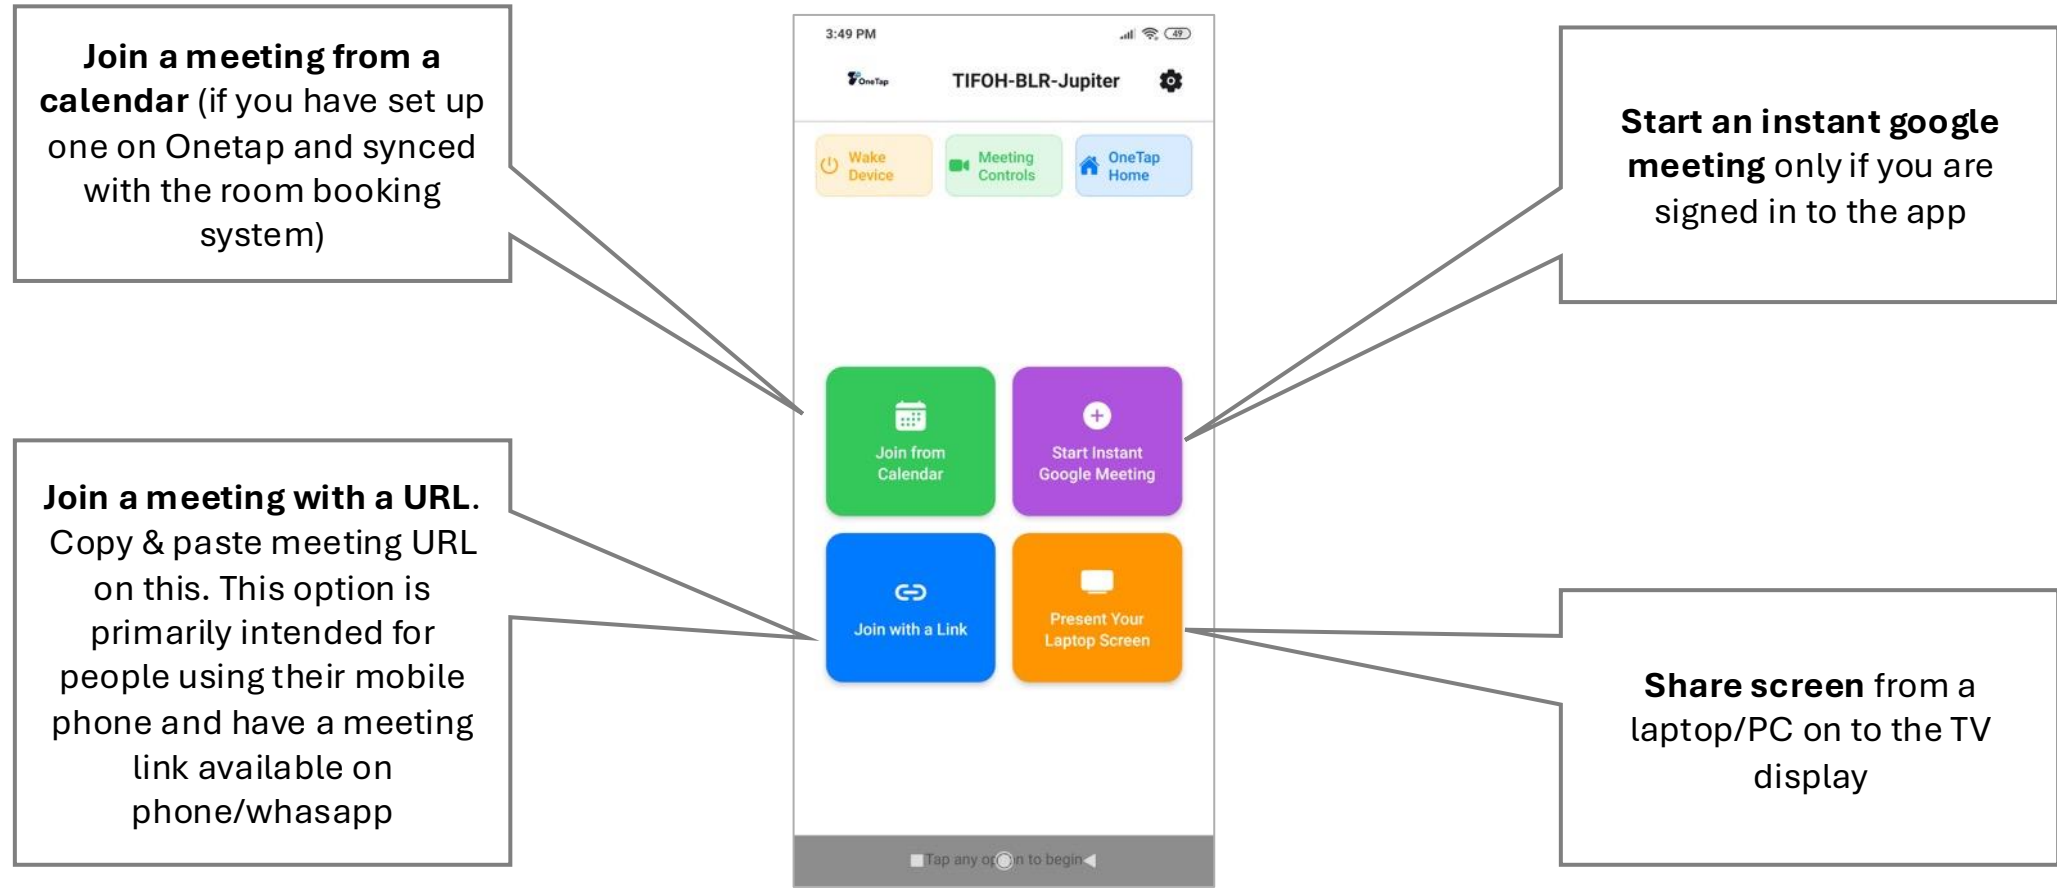 Join a meeting from a
calendar (if you have set up
one on Onetap and synced
with the room booking
system)
Join a meeting with a URL.
Copy & paste meeting URL
on this. This option is
primarily intended for
people using their mobile
phone and have a meeting
link available on
phone/whasapp
3:49 PM
49
OneTap
TIFOH-BLR-Jupiter
Wake
Device
Meeting
Controls
OneTap
Home
Join from
Calendar
Start Instant
Google Meeting
Join with a Link
Present Your
Laptop Screen
Tap any option to begin
Start an instant google
meeting only if you are
signed in to the app
Share screen from a
laptop/PC on to the TV
display